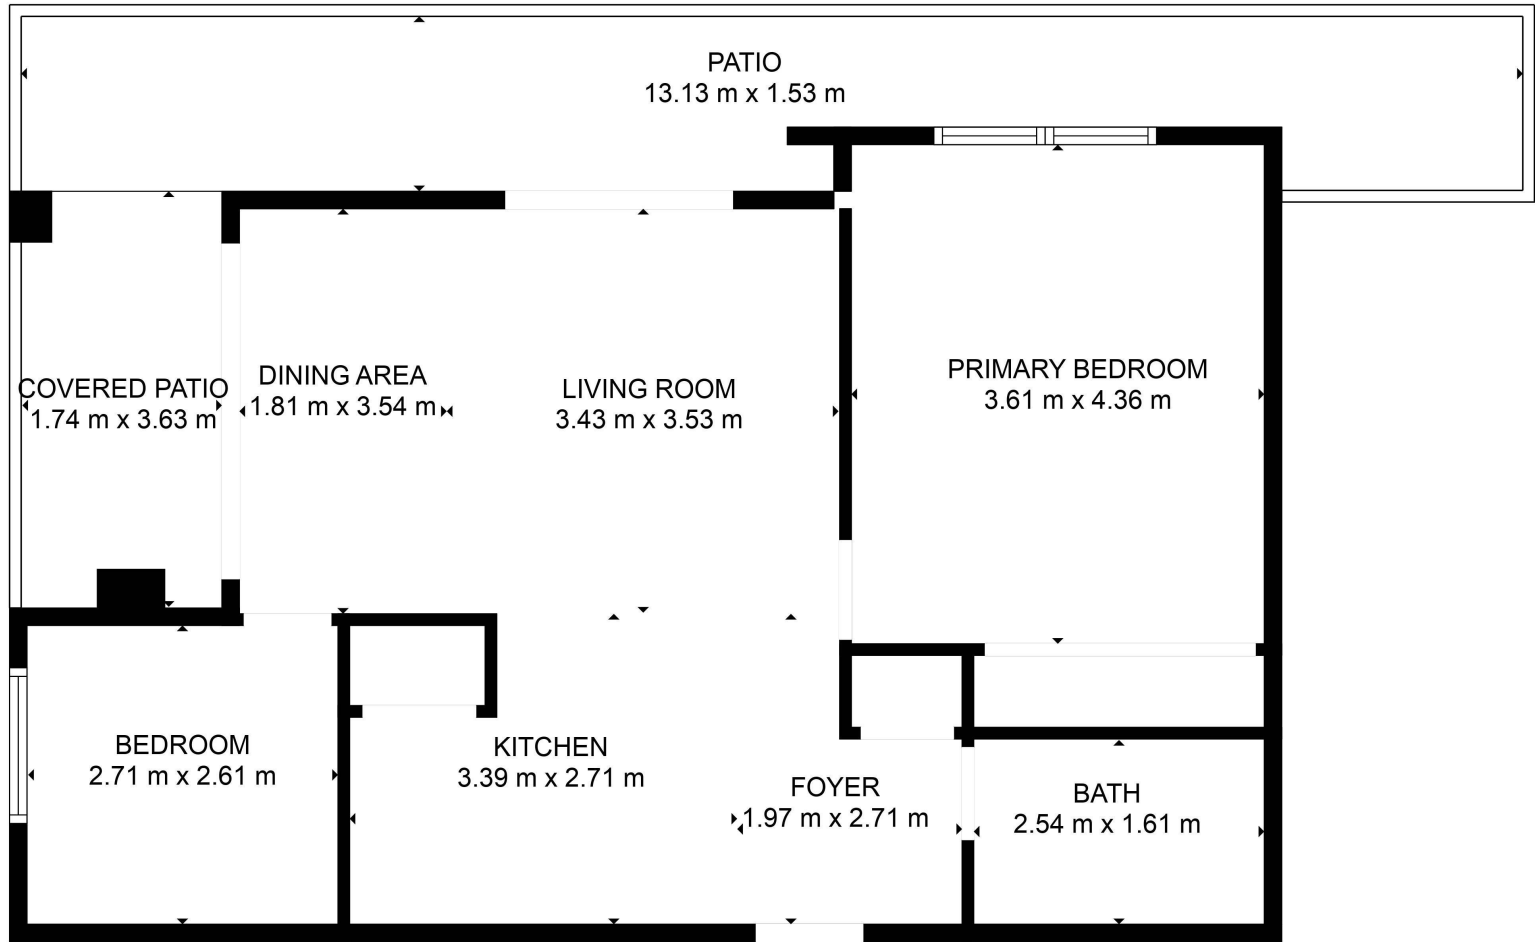 PATIO
13.13 m x 1.53 m
COVERED PATIO
1.74 m x 3.63 m
DINING AREA
1.81 m x 3.54 m
LIVING ROOM
3.43 m x 3.53 m
PRIMARY BEDROOM
3.61 m x 4.36 m
BEDROOM
2.71 m x 2.61 m
KITCHEN
3.39 m x 2.71 m
FOYER
1.97 m x 2.71 m
BATH
2.54 m x 1.61 m